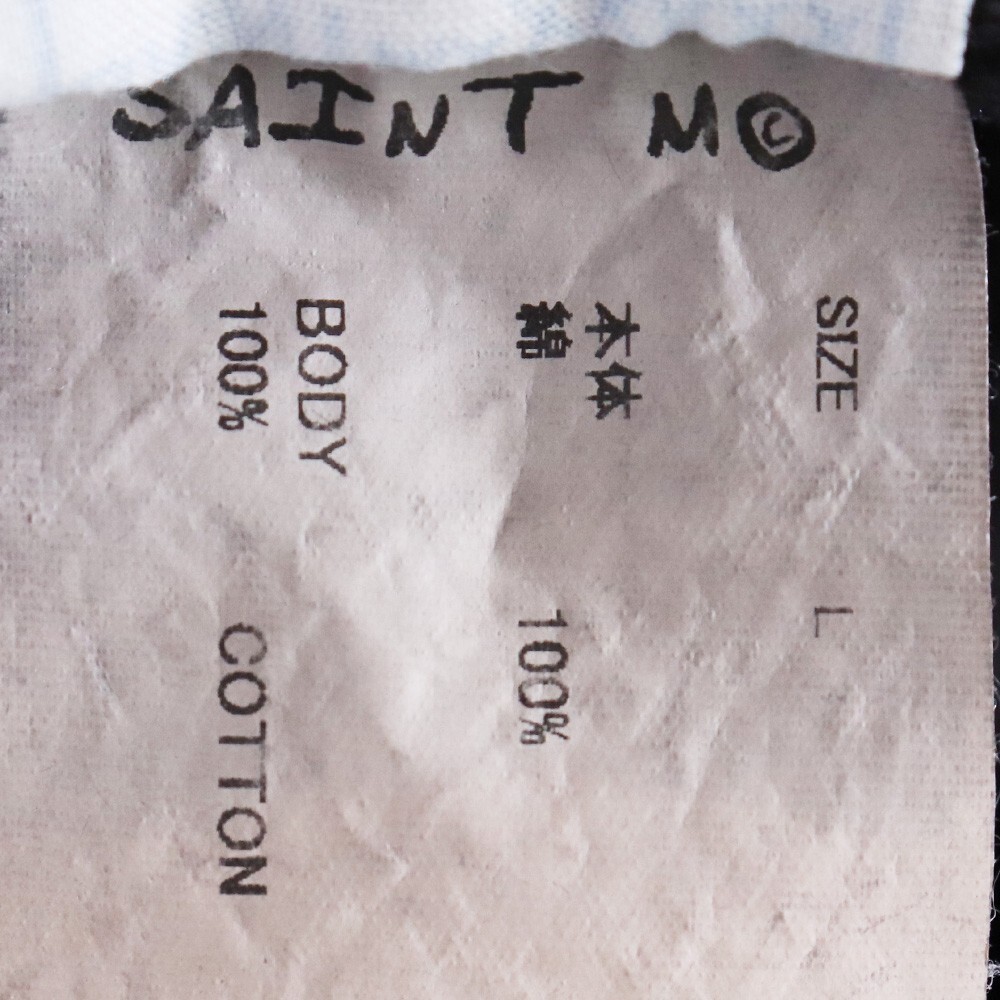 SAINT M©
SIZE L
本体
綿 100%
BODY
100% COTTON